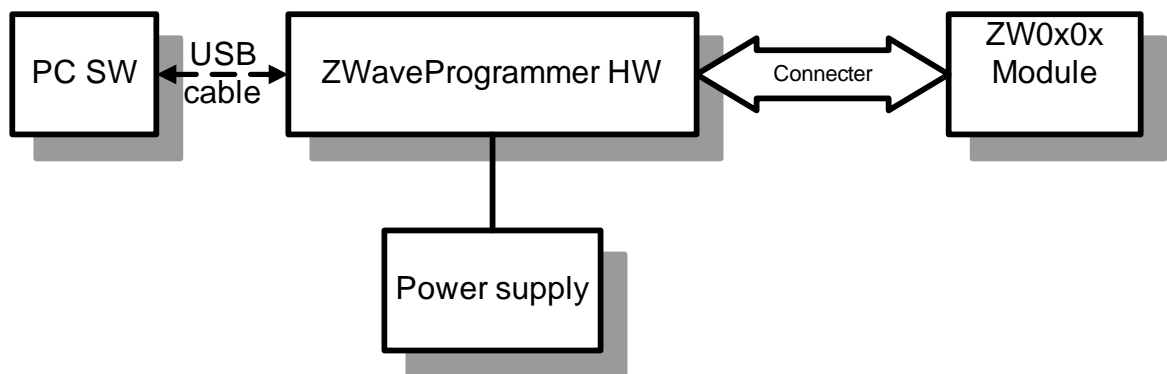 PC SW
USB
cable
ZWaveProgrammer HW
Connecter
ZW0x0x
Module
Power supply